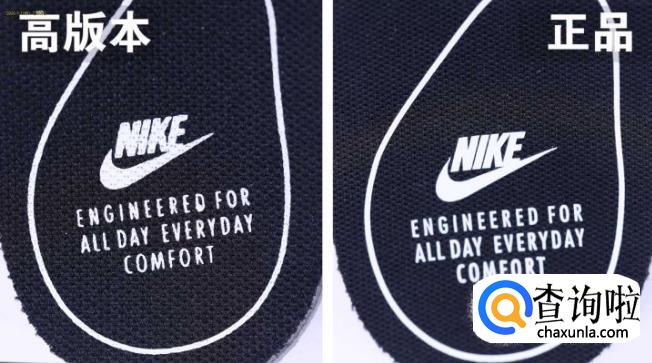 高版本
正品
NIKE
ENGINEERED FOR
ALL DAY EVERYDAY
COMFORT
NIKE
ENGINEERED FOR
ALL DAY EVERYDAY
COMFORT
查询啦
chaxunla.com